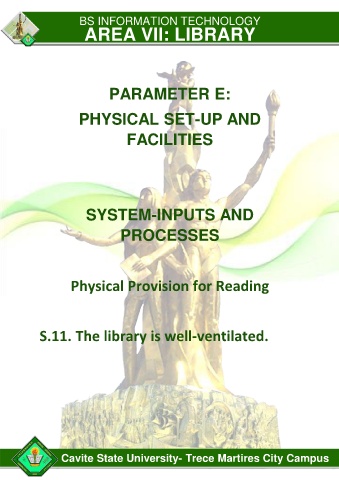 BS INFORMATION TECHNOLOGY
AREA VII: LIBRARY
PARAMETER E:
PHYSICAL SET-UP AND
FACILITIES
SYSTEM-INPUTS AND
PROCESSES
Physical Provision for Reading
S.11. The library is well-ventilated.
Cavite State University- Trece Martires City Campus